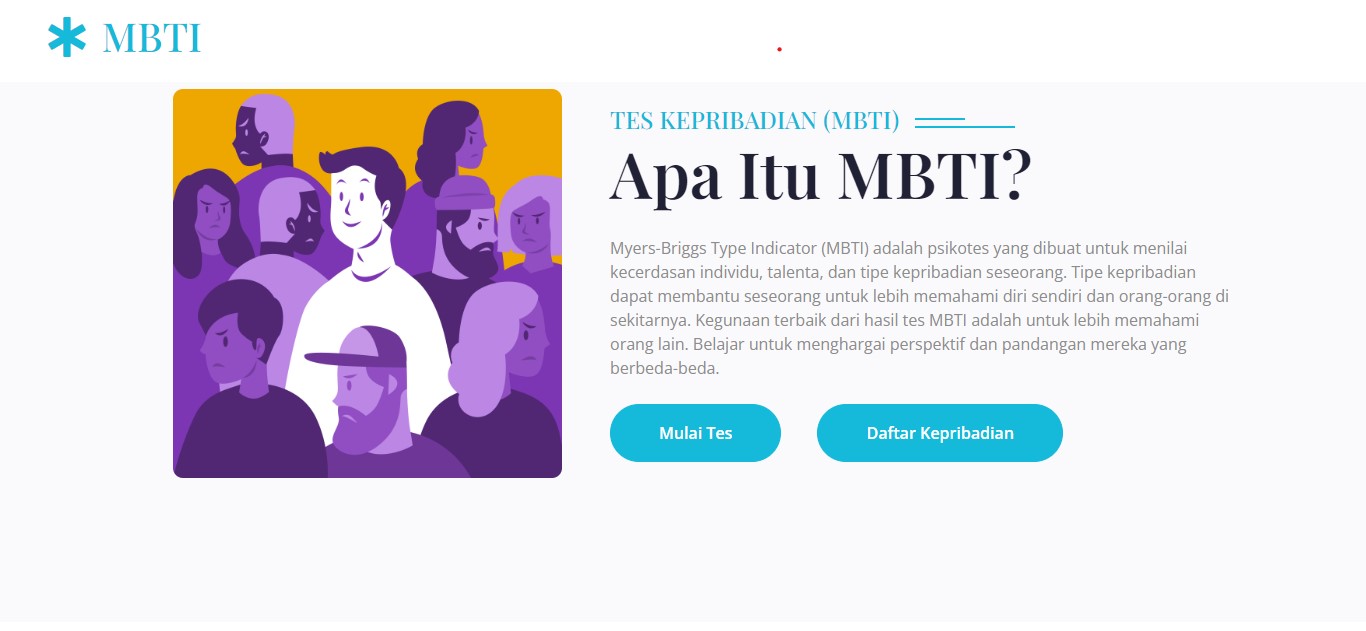 MBTI
TES KEPRIBADIAN (MBTI)
Apa Itu MBTI?
Myers-Briggs Type Indicator (MBTI) adalah psikotes yang dibuat untuk menilai
kecerdasan individu, talenta, dan tipe kepribadian seseorang. Tipe kepribadian
dapat membantu seseorang untuk lebih memahami diri sendiri dan orang-orang di
sekitarnya. Kegunaan terbaik dari hasil tes MBTI adalah untuk lebih memahami
orang lain. Belajar untuk menghargai perspektif dan pandangan mereka yang
berbeda-beda.
Mulai Tes
Daftar Kepribadian